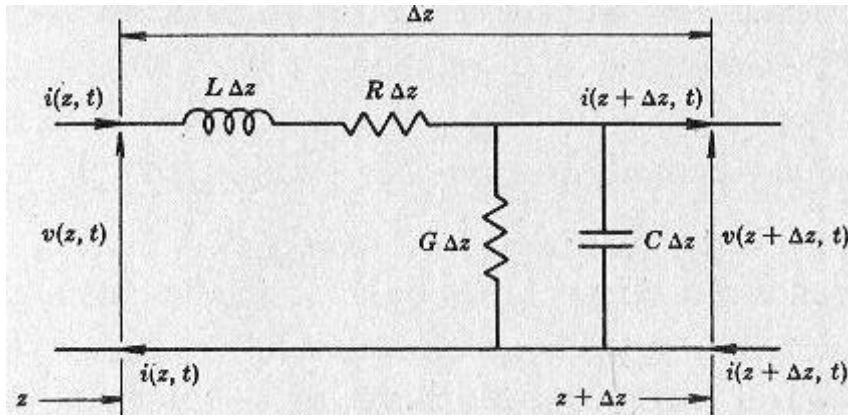 Δz
i(z, t)
L Δz
R Δz
i(z + Δz, t)
v(z, t)
G Δz
C Δz
v(z + Δz, t)
i(z, t)
i(z + Δz, t)
z
z + Δz